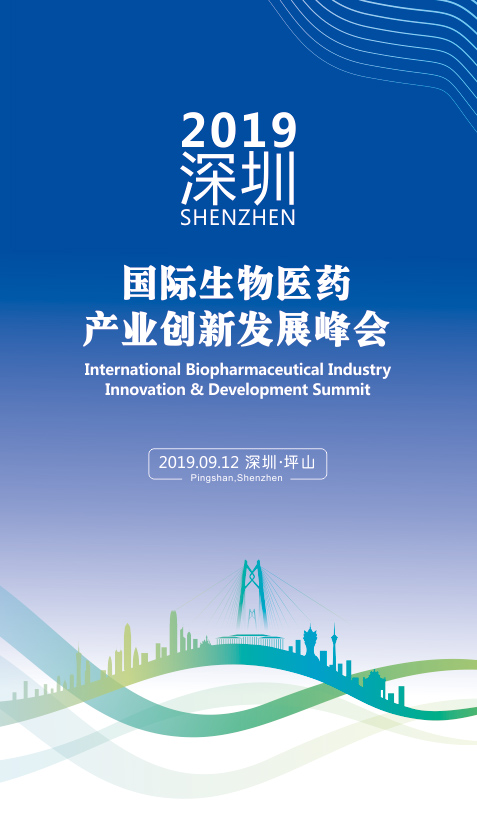 2019
深圳
SHENZHEN
国际生物医药
产业创新发展峰会
International Biopharmaceutical Industry
Innovation & Development Summit
2019.09.12 深圳·坪山
Pingshan,Shenzhen